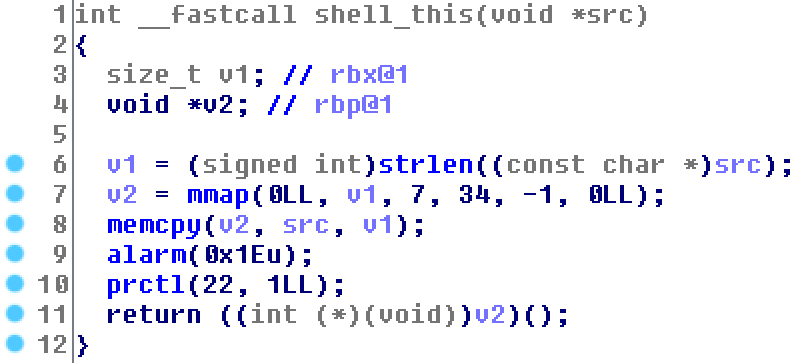 1 int __fastcall shell_this(void *src)
2 {
3   size_t v1; // rbx@1
4   void *v2; // rbp@1
5
6   v1 = (signed int)strlen((const char *)src);
7   v2 = mmap(0LL, v1, 7, 34, -1, 0LL);
8   memcpy(v2, src, v1);
9   alarm(0x1Eu);
10   prctl(22, 1LL);
11   return ((int (*)(void))v2)();
12 }